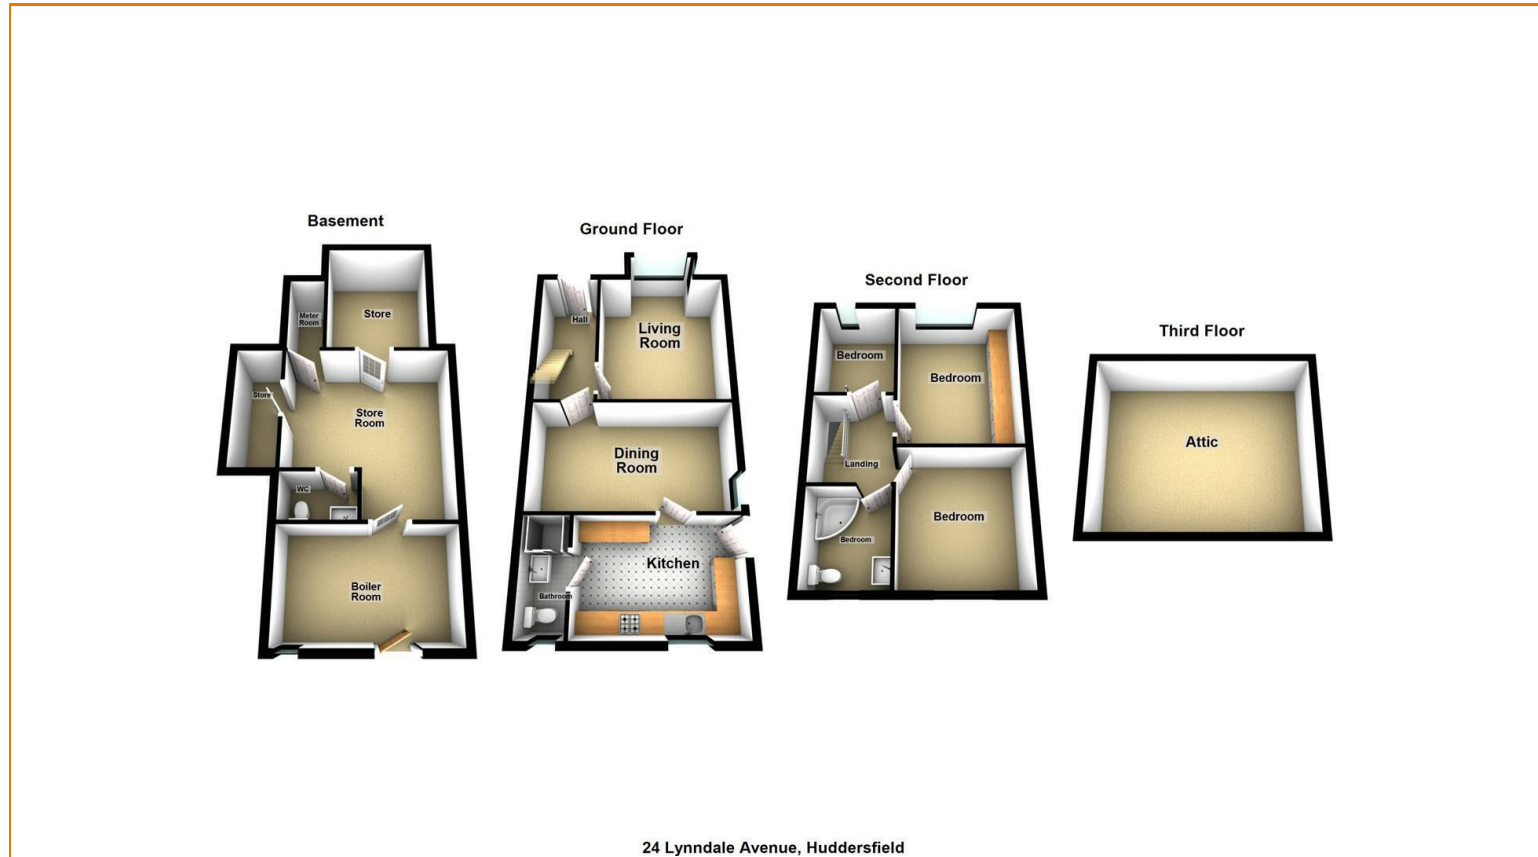 Basement
Store
Meter
Room
Store
Store
Room
WC
Boiler
Room
Ground Floor
Hall
Living
Room
Dining
Room
Kitchen
Bathroom
Second Floor
Bedroom
Bedroom
Landing
Bedroom
Bedroom
Third Floor
Attic
24 Lynndale Avenue, Huddersfield